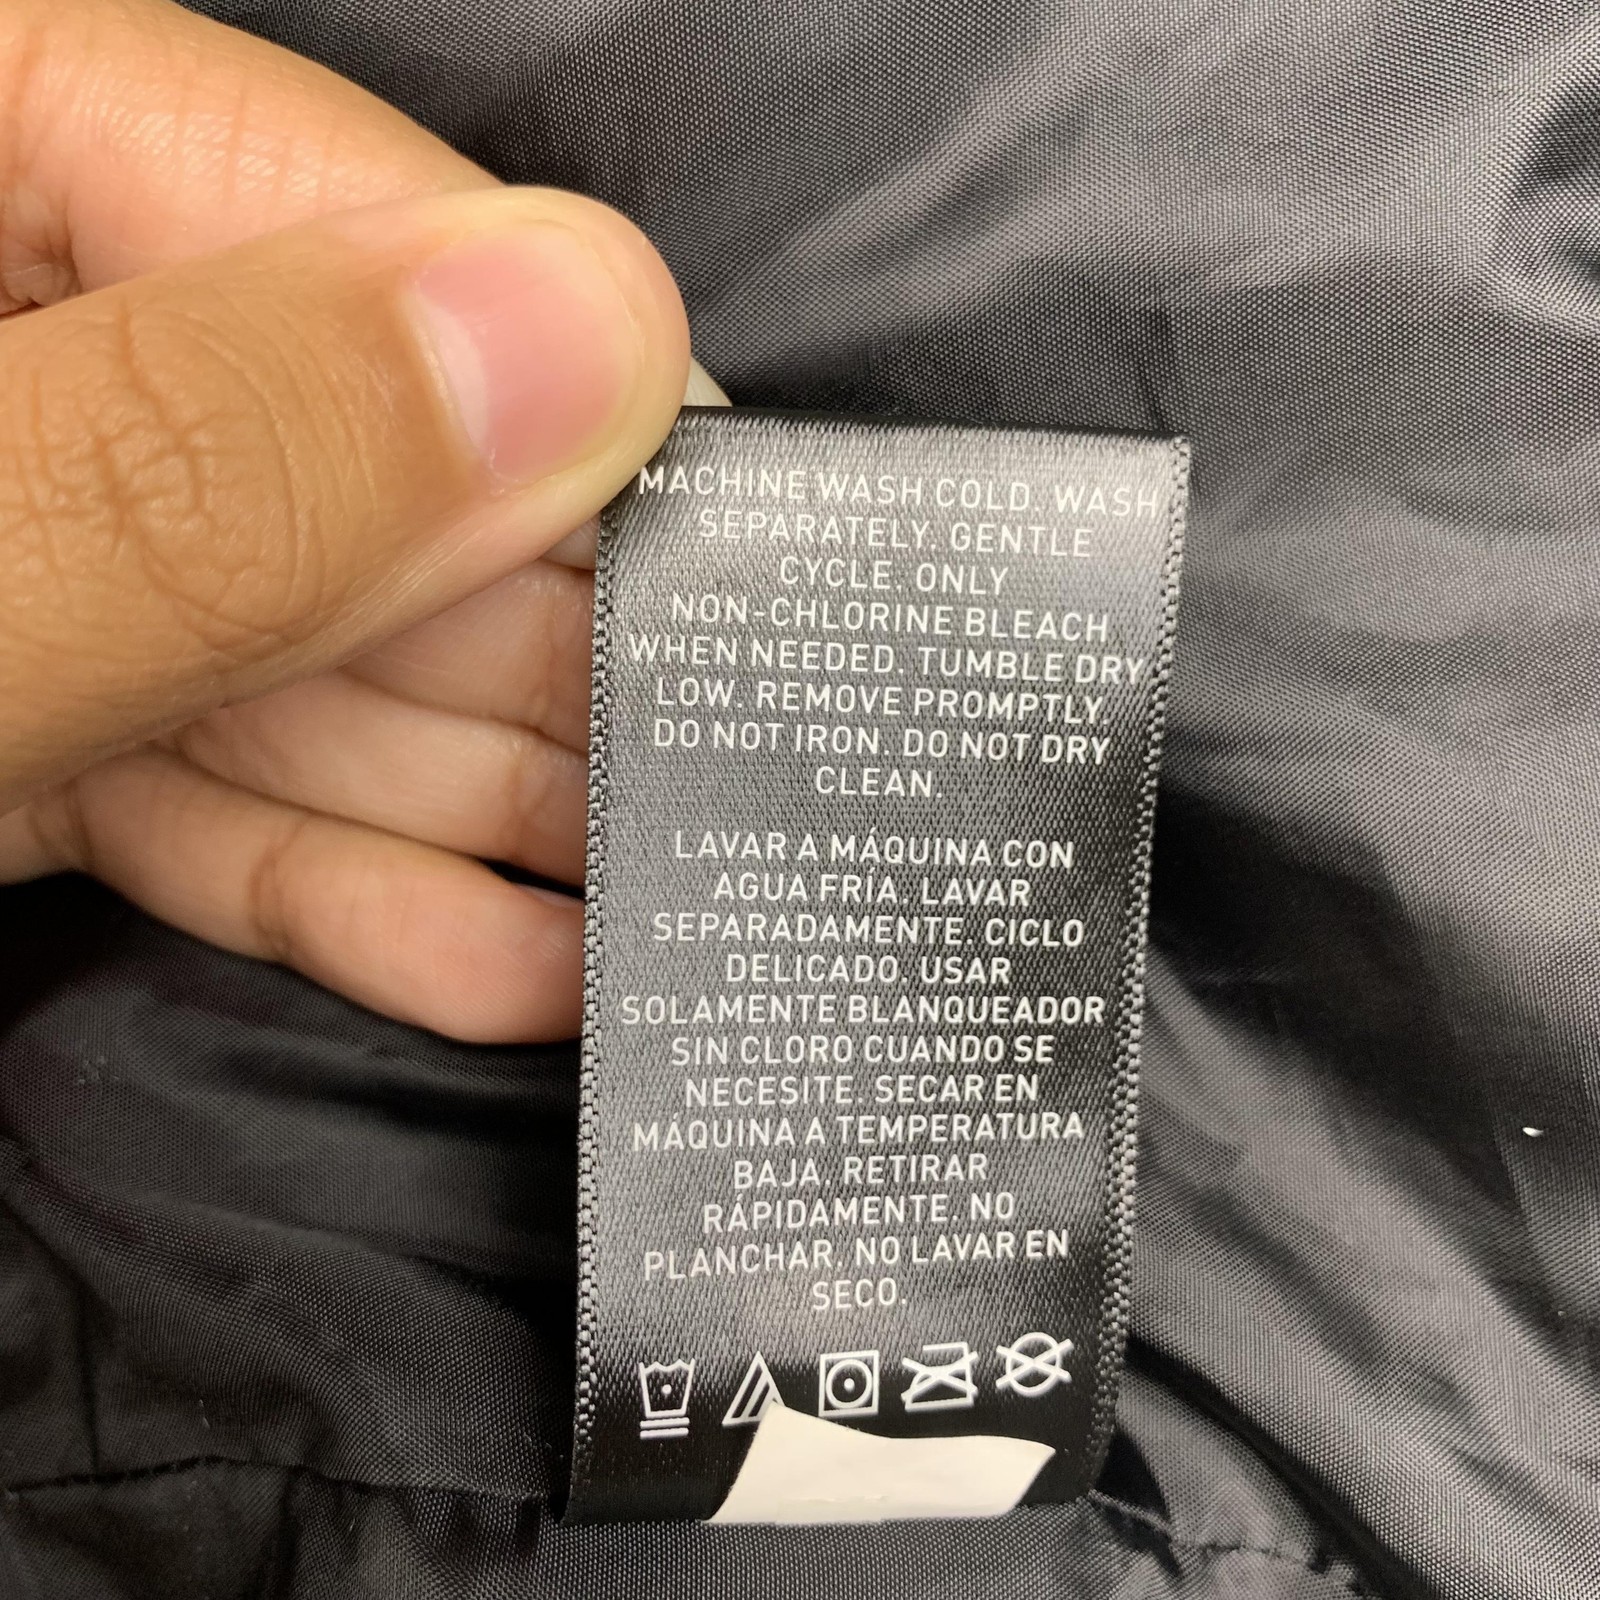 MACHINE WASH COLD. WASH
SEPARATELY. GENTLE
CYCLE. ONLY
NON-CHLORINE BLEACH
WHEN NEEDED. TUMBLE DRY
LOW. REMOVE PROMPTLY.
DO NOT IRON. DO NOT DRY
CLEAN.
LAVAR A MÁQUINA CON
AGUA FRÍA. LAVAR
SEPARADAMENTE. CICLO
DELICADO. USAR
SOLAMENTE BLANQUEADOR
SIN CLORO CUANDO SE
NECESITE. SECAR EN
MÁQUINA A TEMPERATURA
BAJA. RETIRAR
RÁPIDAMENTE. NO
PLANCHAR. NO LAVAR EN
SECO.